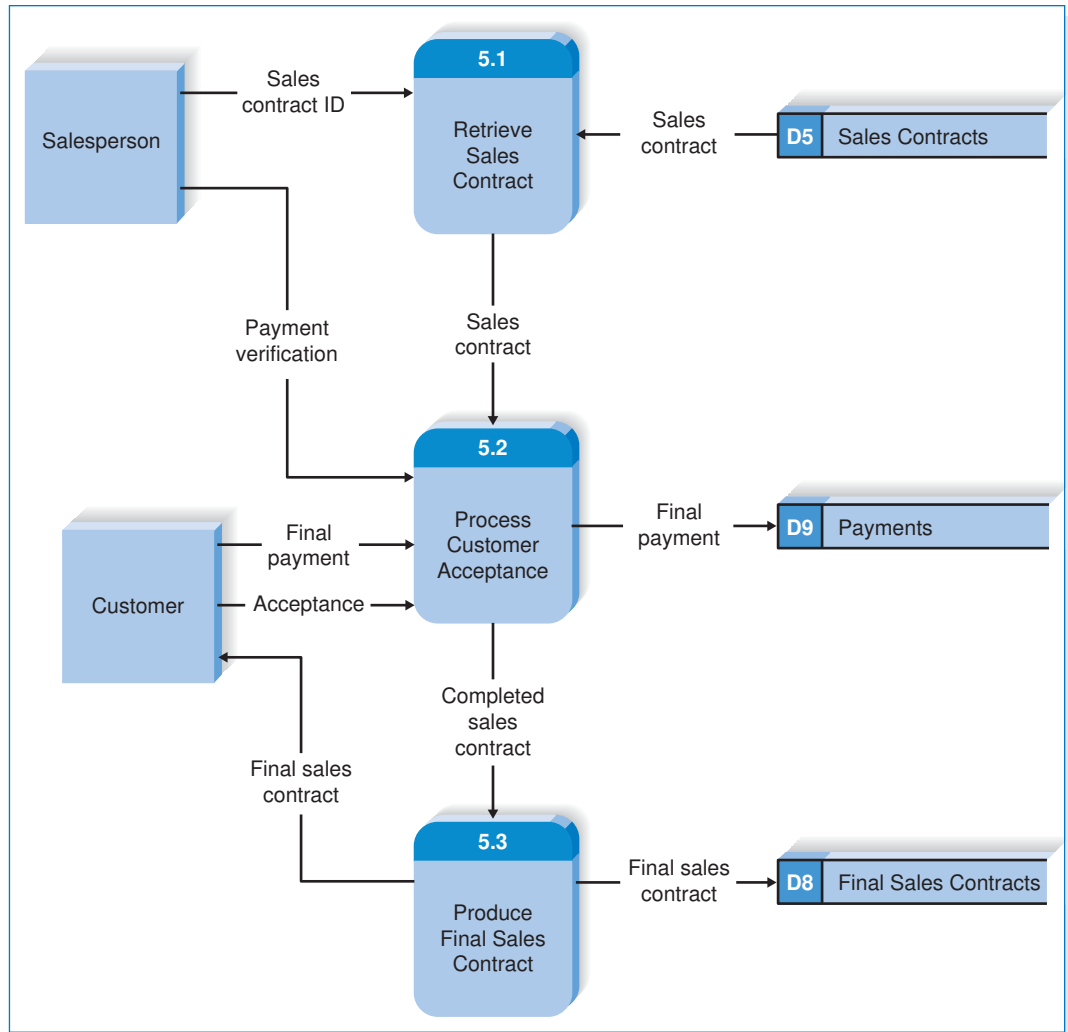 5.1
Sales
contract ID
Salesperson
Retrieve
Sales
Contract
Sales
contract
D5 Sales Contracts
Payment
verification
Sales
contract
5.2
Process
Customer
Acceptance
Final
payment
D9 Payments
Final
payment
Customer
Acceptance
Completed
sales
contract
Final sales
contract
5.3
Produce
Final Sales
Contract
Final sales
contract
D8 Final Sales Contracts